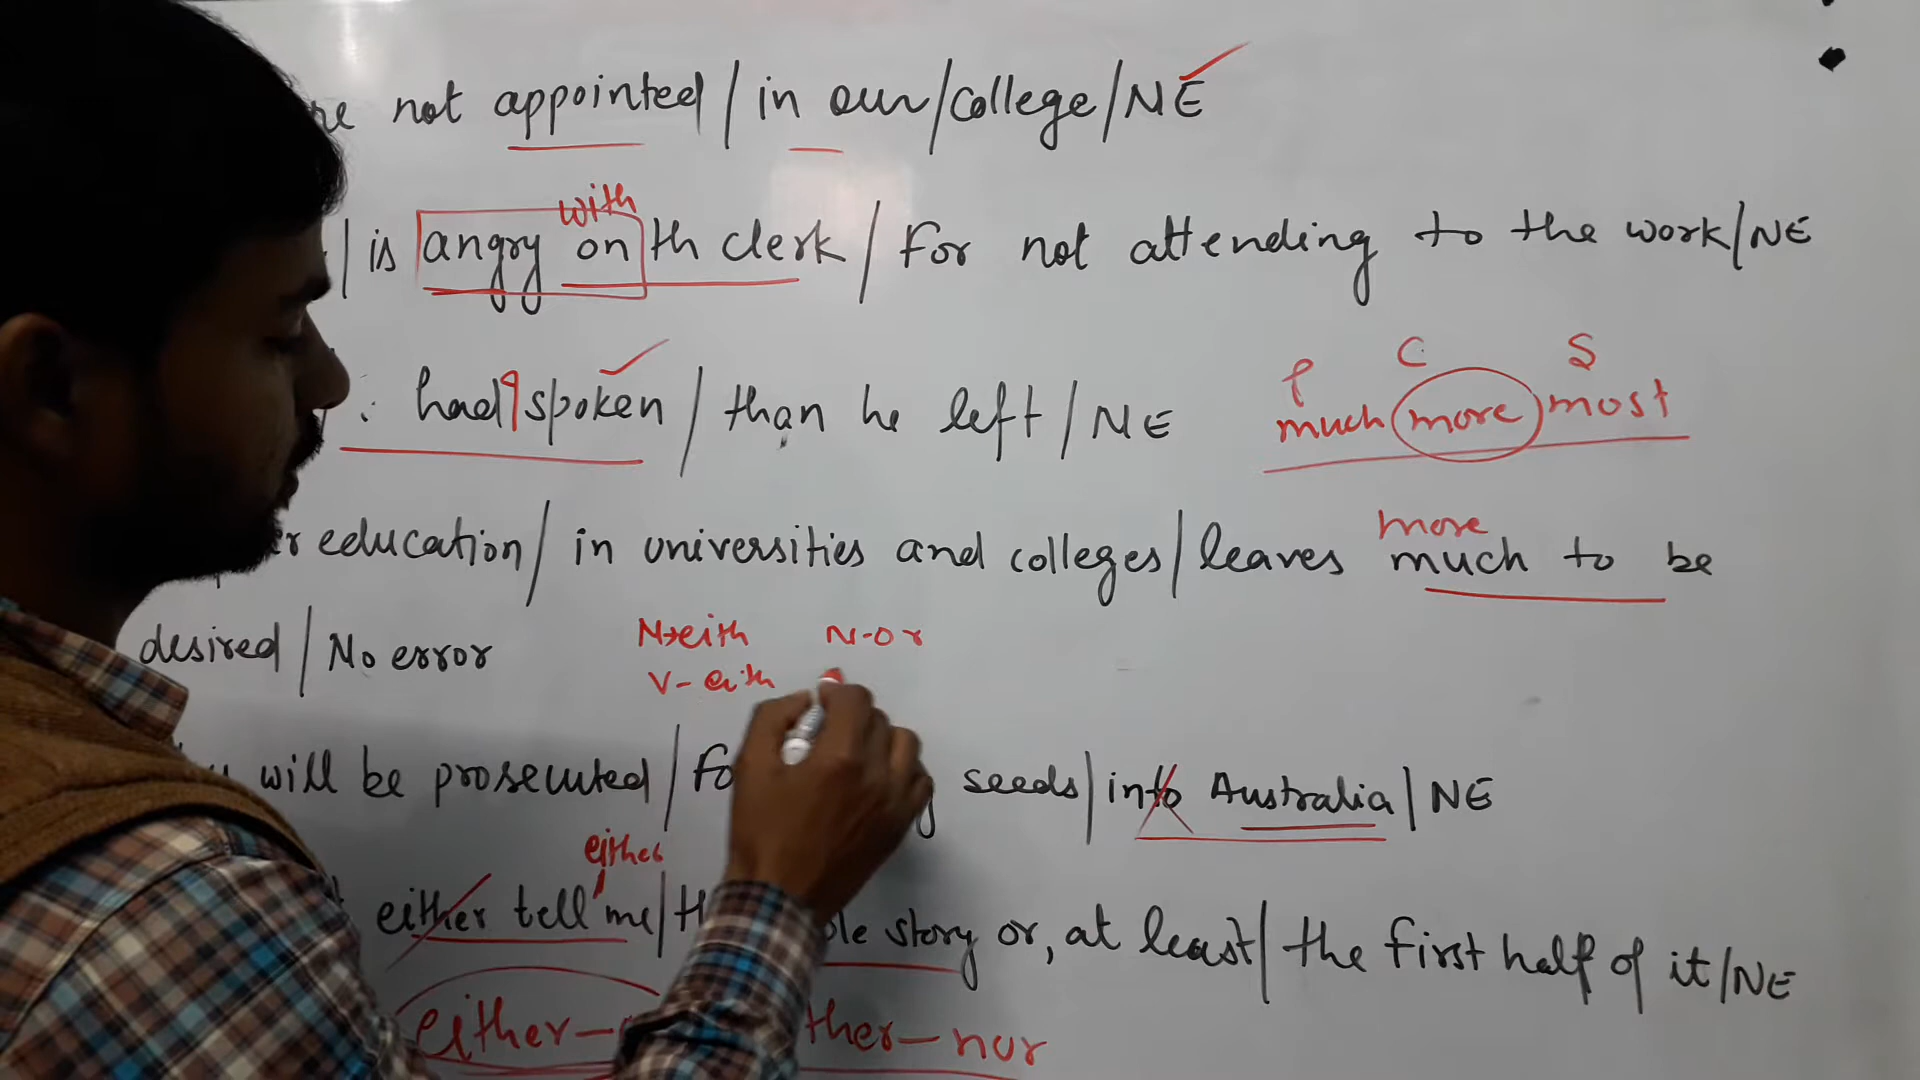 not appointed / in our / college / NE
with
/ is angry on th clerk / for not attending to the work / NE
P C S
had spoken / than he left / NE
much more most
more
er education / in universities and colleges / leaves much to be
desired / No error
N→eith N-or
V-eith
will be prosecuted / seeds / into Australia / NE
either
either tell me / story or, at least / the first half of it / NE
either- ther-nor